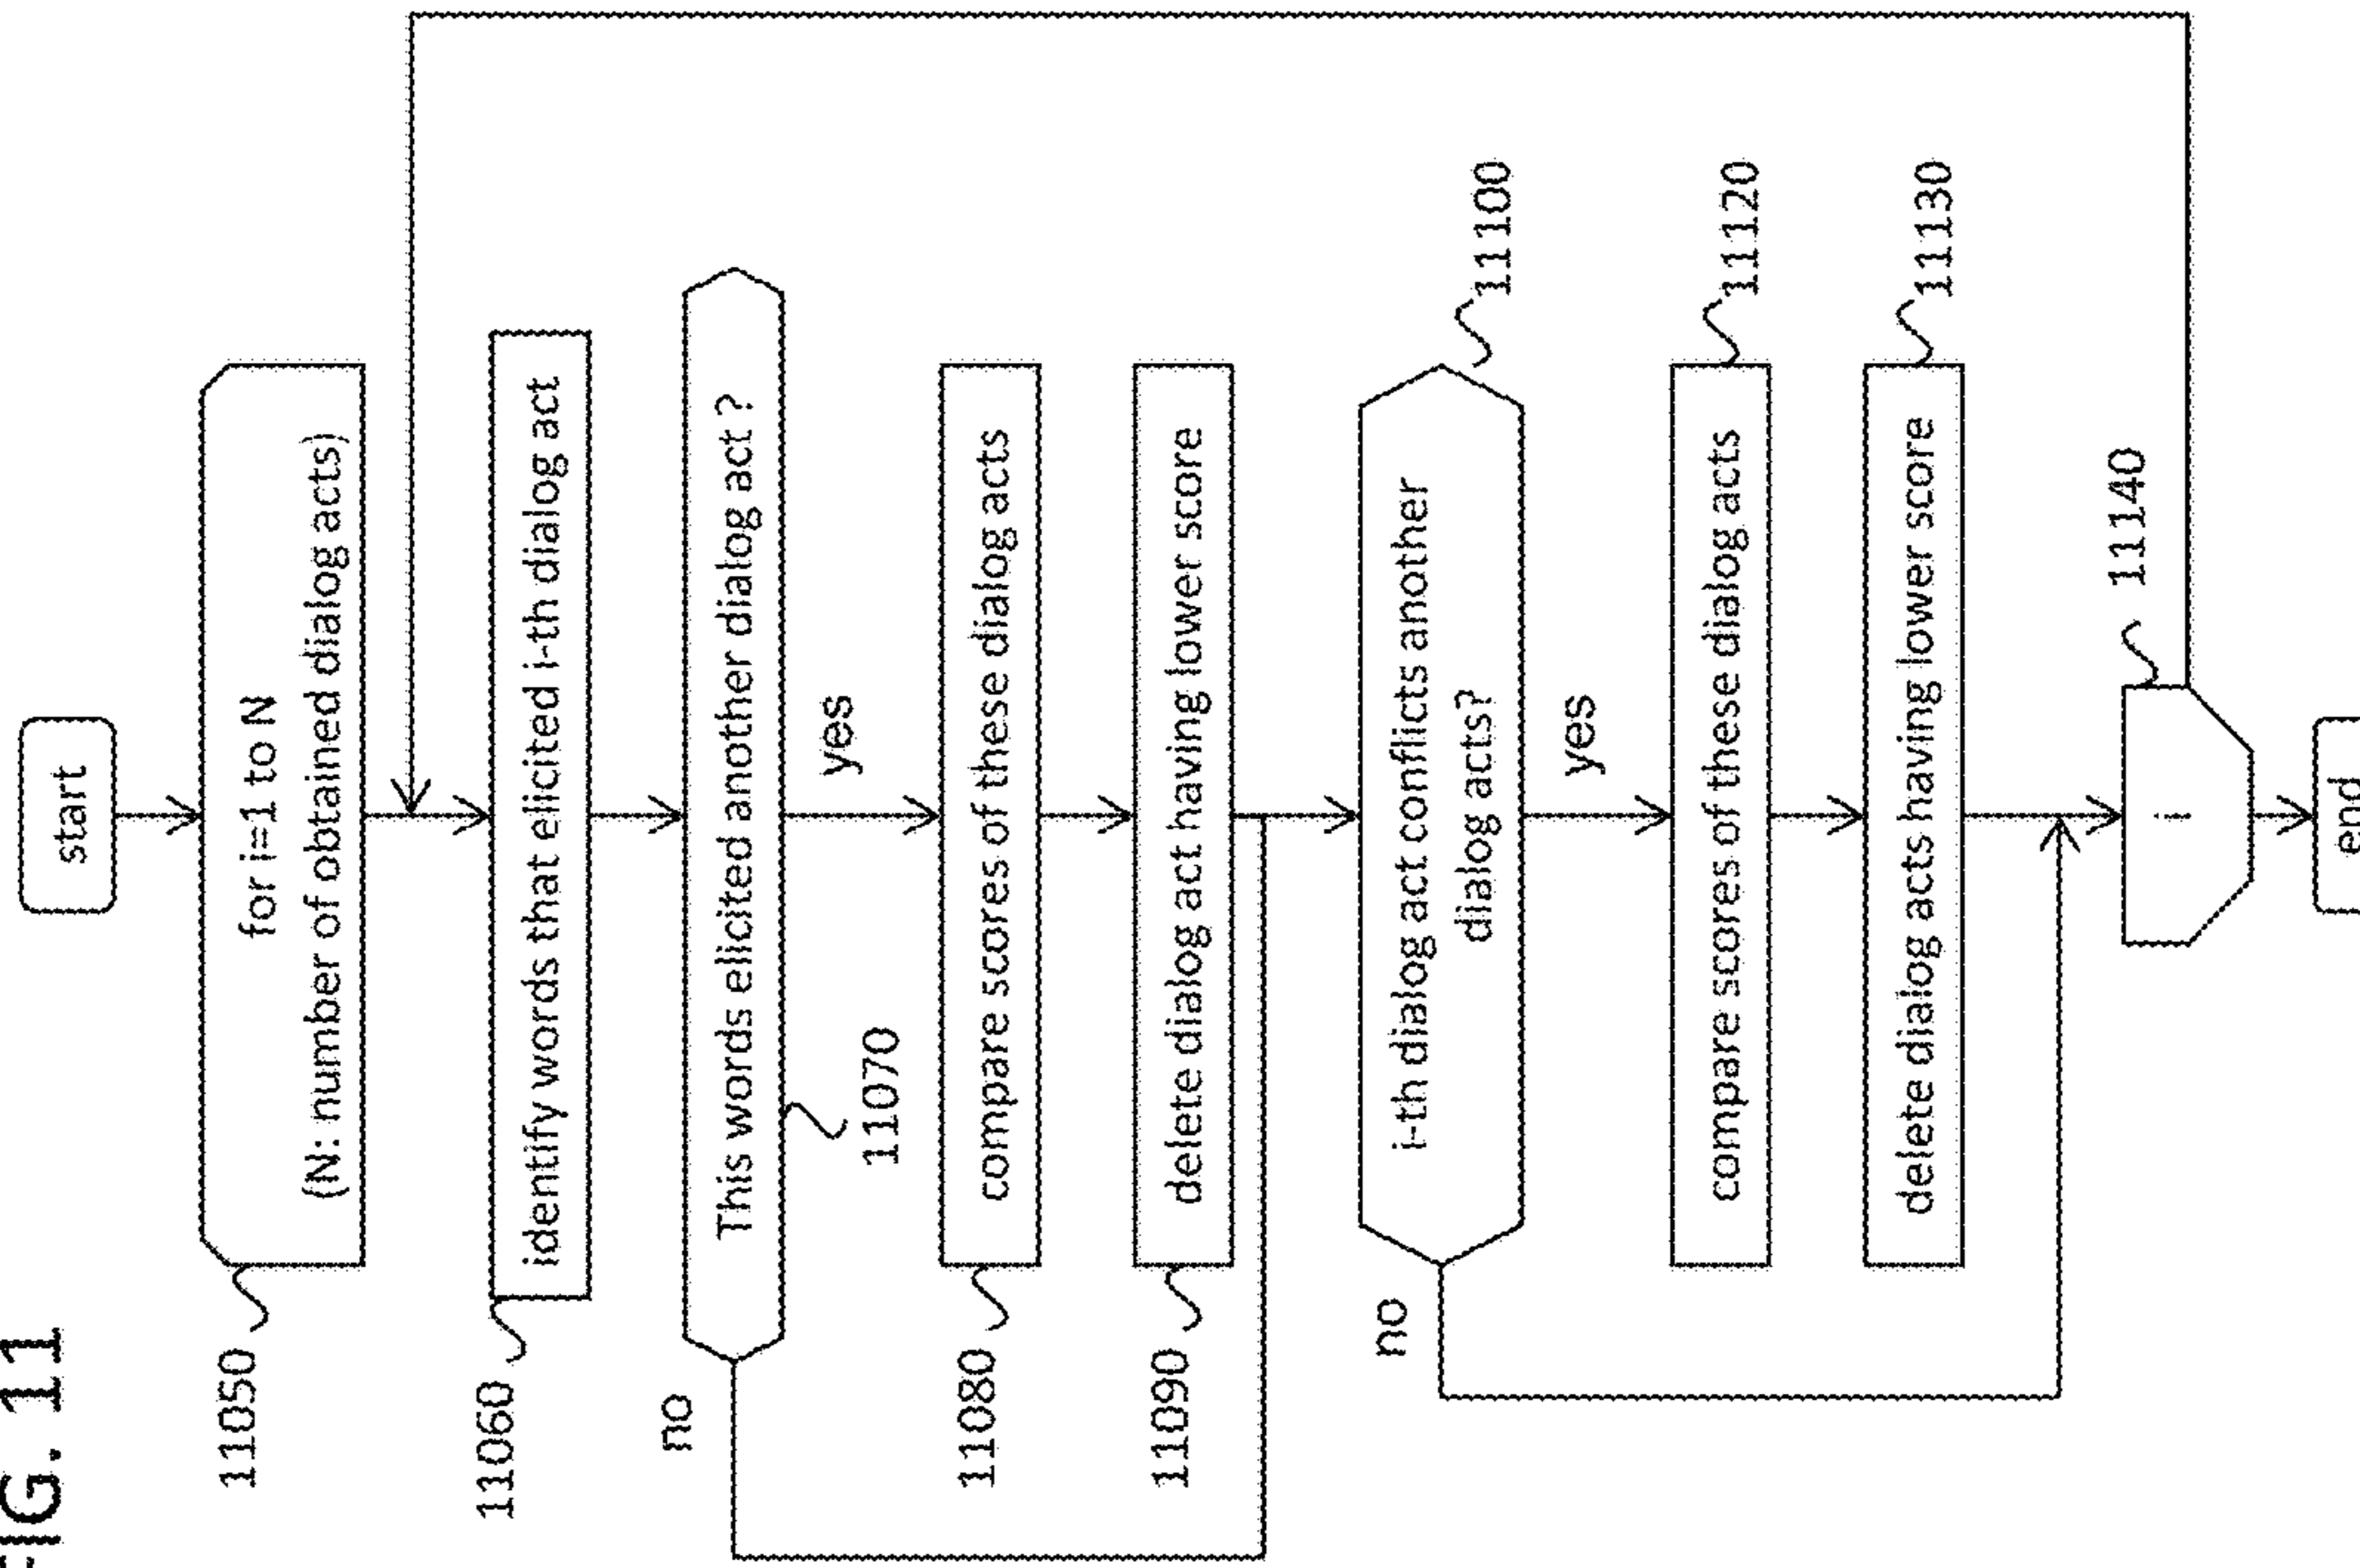 FIG. 11
start
11050
for i=1 to N
(N: number of obtained dialog acts)
11060
identify words that elicited i-th dialog act
This words elicited another dialog act ?
no
yes
11070
11080
compare scores of these dialog acts
11090
delete dialog act having lower score
i-th dialog act conflicts another
dialog acts?
11100
no
yes
compare scores of these dialog acts
11120
delete dialog acts having lower score
11130
i
11140
end